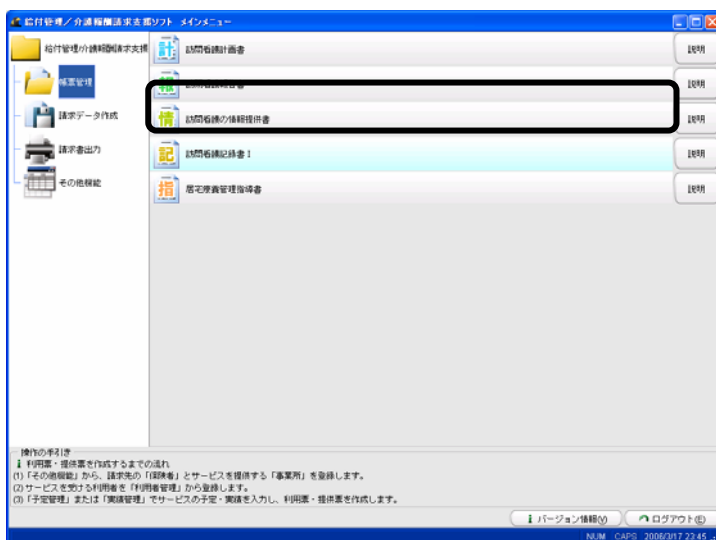 給付管理／介護報酬請求支援ソフト メインメニュー
給付管理/介護報酬請求支援
帳票管理
請求データ作成
請求書出力
その他機能
計 訪問看護計画書 説明
報 訪問看護報告書 説明
情 訪問看護の情報提供書 説明
記 訪問看護記録書Ⅰ 説明
指 居宅療養管理指導書 説明
操作の手引き
i 利用票・提供票を作成するまでの流れ
(1)「その他機能」から、請求先の「保険者」とサービスを提供する「事業所」を登録します。
(2) サービスを受ける利用者を「利用者管理」から登録します。
(3)「予定管理」または「実績管理」でサービスの予定・実績を入力し、利用票・提供票を作成します。
i バージョン情報(V) ログアウト(E)
NUM CAPS 2006/3/17 23:45